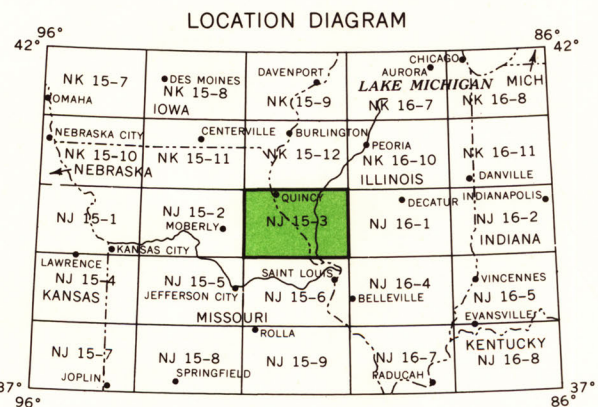 LOCATION DIAGRAM
96° 86°
42° 42°
CHICAGO
NK 15-7 DES MOINES DAVENPORT AURORA MICH
NK 15-8 LAKE MICHIGAN
OMAHA IOWA NK 15-9 NK 16-7 NK 16-8
NEBRASKA CITY CENTERVILLE BURLINGTON PEORIA
NK 15-10 NK 15-11 NK 15-12 NK 16-10 NK 16-11
NEBRASKA ILLINOIS DANVILLE
QUINCY DECATUR INDIANAPOLIS
NJ 15-1 NJ 15-2 NJ 15-3 NJ 16-1 NJ 16-2
MOBERLY INDIANA
KANSAS CITY
LAWRENCE SAINT LOUIS VINCENNES
NJ 15-4 NJ 15-5 NJ 15-6 NJ 16-4 NJ 16-5
KANSAS JEFFERSON CITY BELLEVILLE
MISSOURI EVANSVILLE
ROLLA KENTUCKY
NJ 15-7 NJ 15-8 NJ 15-9 NJ 16-7 NJ 16-8
JOPLIN SPRINGFIELD PADUCAH
37° 37°
96° 86°